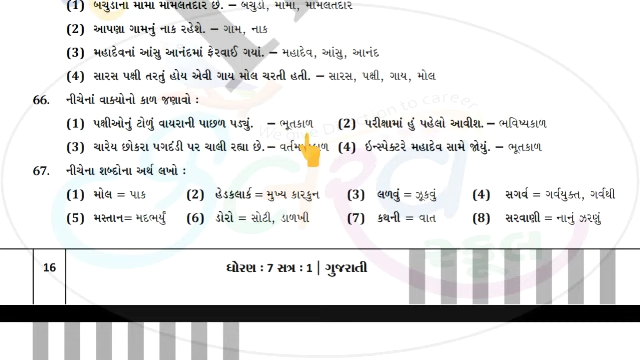 (1) બચુડાના મામા મામલતદાર છે. – બચુડો, મામા, મામલતદાર
(2) આપણા ગામનું નાક રહેશે. – ગામ, નાક
(3) મહાદેવનાં આંસુ આનંદમાં ફેરવાઈ ગયાં. – મહાદેવ, આંસુ, આનંદ
(4) સારસ પક્ષી તરતું હોય એવી ગાય મોલ ચરતી હતી. – સારસ, પક્ષી, ગાય, મોલ
66. નીચેનાં વાક્યોનો કાળ જણાવો :
(1) પક્ષીઓનું ટોળું વાયરાની પાછળ પડ્યું. – ભૂતકાળ (2) પરીક્ષામાં હું પહેલો આવીશ. – ભવિષ્યકાળ
(3) ચારેય છોકરા પગદંડી પર ચાલી રહ્યા છે. – (4) ઇન્સ્પેક્ટરે મહાદેવ સામે જોયું. – ભૂતકાળ
67. નીચેના શબ્દોના અર્થ લખો :
(1) મોલ = પાક (2) હેડક્લાર્ક = મુખ્ય કારકુન (3) લળવું = ઝૂકવું (4) સગર્વ = ગર્વયુક્ત, ગર્વથી
(5) મસ્તાન= મદભર્યું (6) ડોરો = સોટી, ડાળખી (7) કથની = વાત (8) સરવાણી = નાનું ઝરણું
16 ધોરણ : 7 સત્ર : 1 | ગુજરાતી